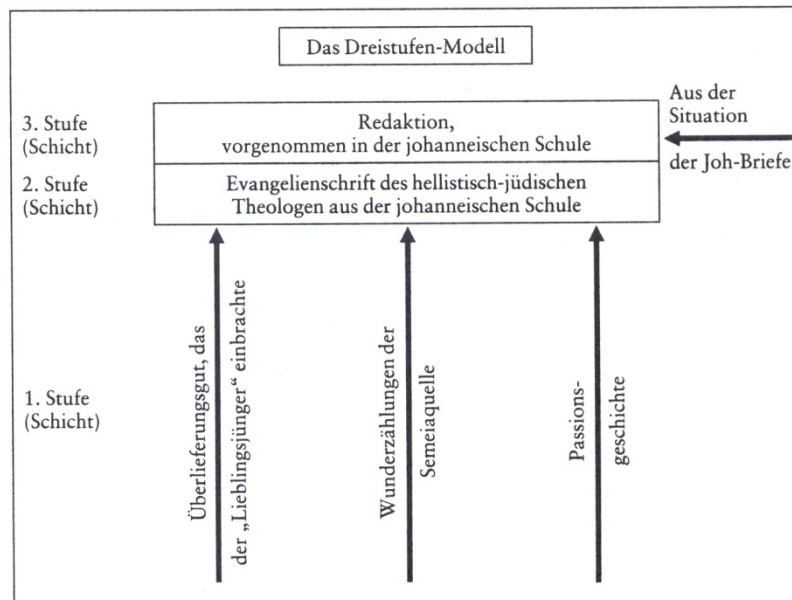 Das Dreistufen-Modell
3. Stufe
(Schicht)
Redaktion,
vorgenommen in der johanneischen Schule
Aus der
Situation
der Joh-Briefe
2. Stufe
(Schicht)
Evangelienschrift des hellistisch-jüdischen
Theologen aus der johanneischen Schule
1. Stufe
(Schicht)
Überlieferungsgut, das
der „Lieblingsjünger“ einbrachte
Wunderzählungen der
Semeiaquelle
Passions-
geschichte